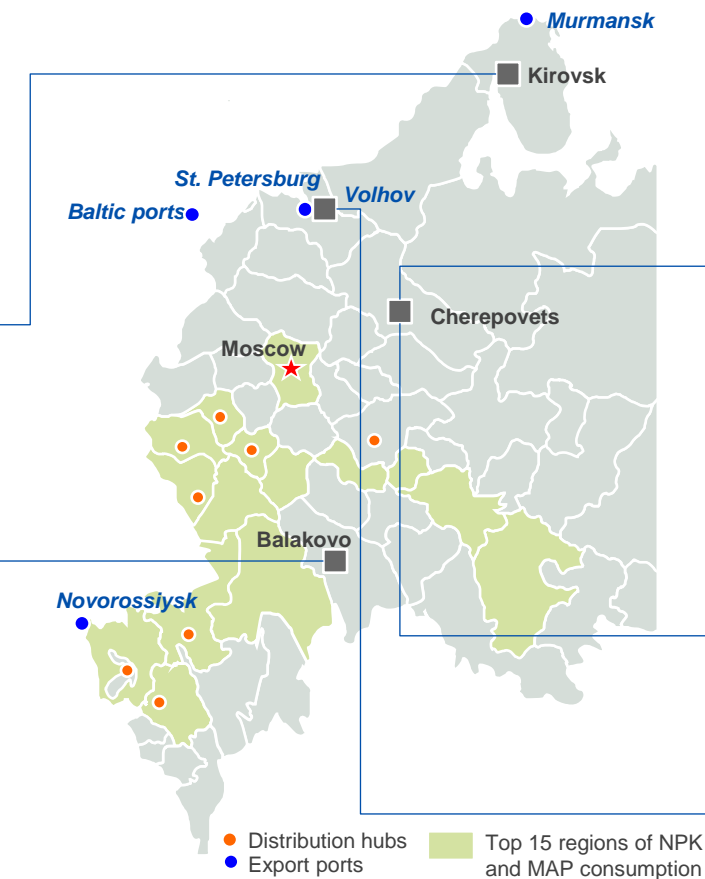 Murmansk
Kirovsk
St. Petersburg
Volhov
Baltic ports
Cherepovets
Moscow
Balakovo
Novorossiysk
Distribution hubs
Export ports
Top 15 regions of NPK
and MAP consumption